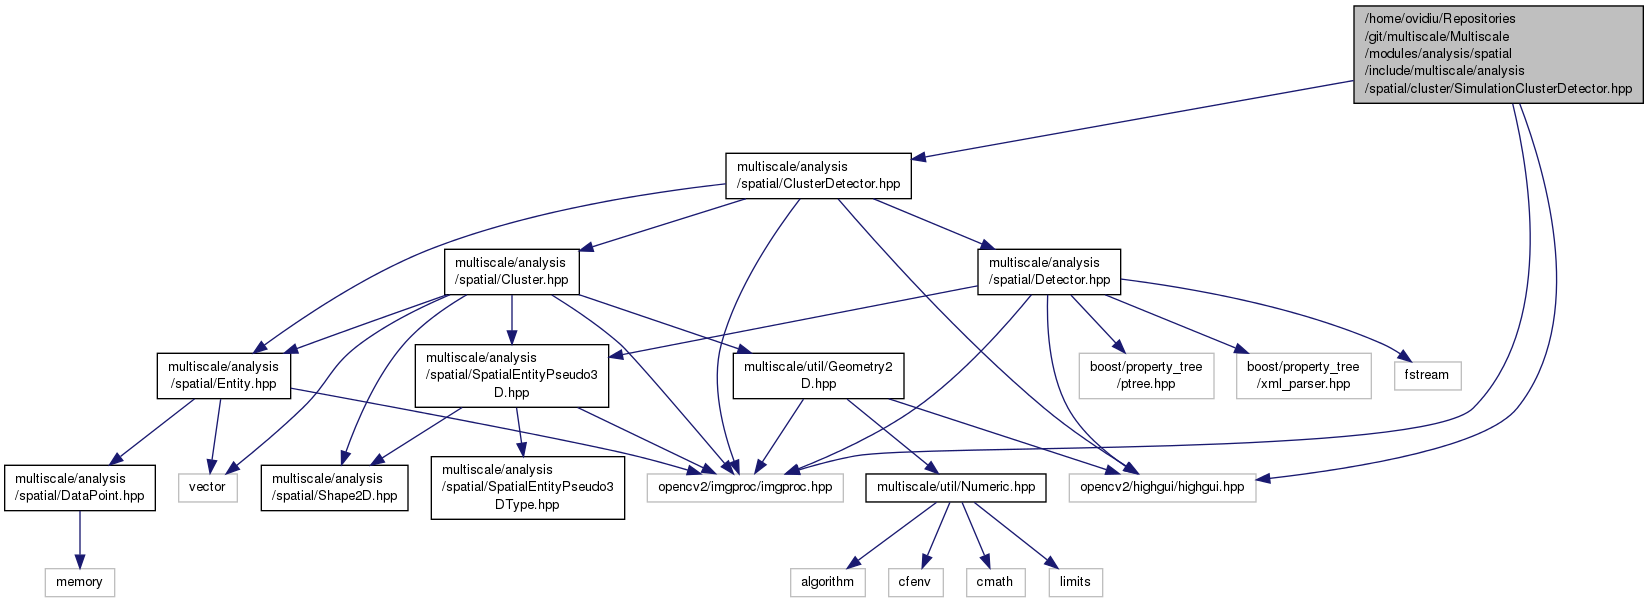 /home/ovidiu/Repositories
/git/multiscale/Multiscale
/modules/analysis/spatial
/include/multiscale/analysis
/spatial/cluster/SimulationClusterDetector.hpp
multiscale/analysis
/spatial/ClusterDetector.hpp
multiscale/analysis
/spatial/Cluster.hpp
multiscale/analysis
/spatial/Detector.hpp
multiscale/analysis
/spatial/Entity.hpp
multiscale/analysis
/spatial/SpatialEntityPseudo3
D.hpp
multiscale/util/Geometry2
D.hpp
boost/property_tree
/ptree.hpp
boost/property_tree
/xml_parser.hpp
fstream
multiscale/analysis
/spatial/DataPoint.hpp
vector
multiscale/analysis
/spatial/Shape2D.hpp
multiscale/analysis
/spatial/SpatialEntityPseudo3
DType.hpp
opencv2/imgproc/imgproc.hpp
multiscale/util/Numeric.hpp
opencv2/highgui/highgui.hpp
memory
algorithm
cfenv
cmath
limits